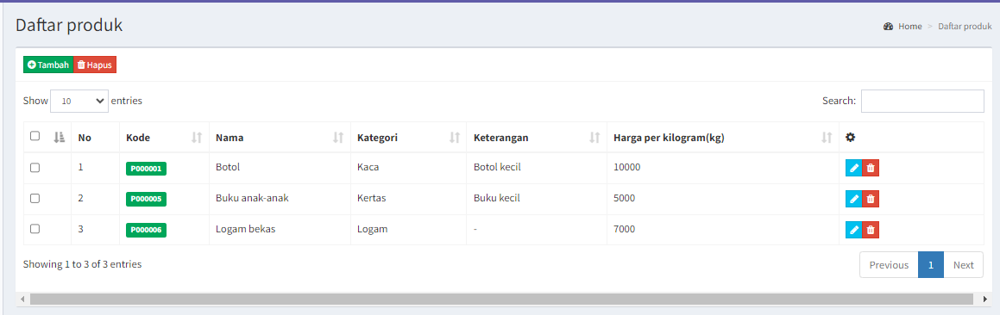 Daftar produk
Home > Daftar produk
Tambah Hapus
Show 10 entries Search:
No Kode Nama Kategori Keterangan Harga per kilogram(kg)
1 P000001 Botol Kaca Botol kecil 10000
2 P000005 Buku anak-anak Kertas Buku kecil 5000
3 P000006 Logam bekas Logam - 7000
Showing 1 to 3 of 3 entries Previous 1 Next